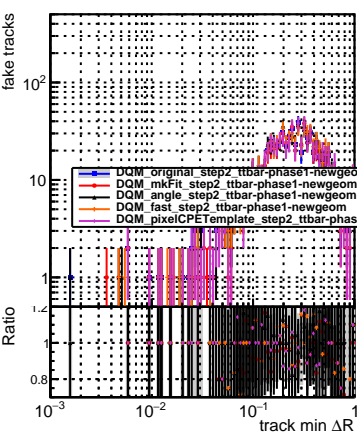 fake tracks
10²
DQM_original_step2_ttbar-phase1-newgeo
DQM_mkFit_step2_ttbar-phase1-newgeom
DQM_angle_step2_ttbar-phase1-newgeom
DQM_fast_step2_ttbar-phase1-newgeom
DQM_pixelCPETemplate_step2_ttbar-phas
10
1
Ratio
1.2
1
0.8
10⁻³ 10⁻² 10⁻¹ 1
track min ΔR